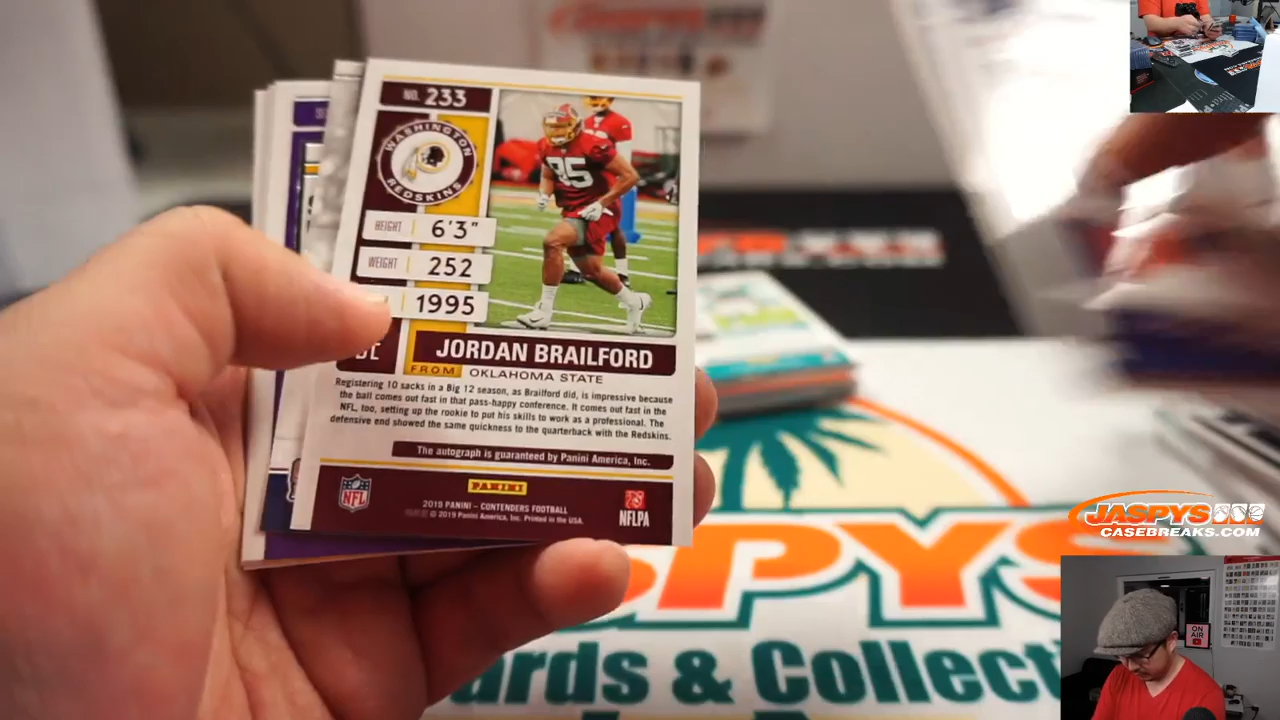 NO. 233
WASHINGTON
REDSKINS
HEIGHT 6'3"
WEIGHT 252
1995
85
JORDAN BRAILFORD
FROM OKLAHOMA STATE
Registering 10 sacks in a Big 12 season, as Brailford did, is impressive because
the ball comes out fast in that pass-happy conference. It comes out fast in the
NFL, too, setting up the rookie to put his skills to work as a professional. The
defensive end showed the same quickness to the quarterback with the Redskins.
The autograph is guaranteed by Panini America, Inc.
NFL
PANINI
2019 PANINI – CONTENDERS FOOTBALL
© 2019 Panini America, Inc. Printed in the USA.
NFLPA
JASPYS
CASEBREAKS.COM
ON
AIR
SPYS
ards & Collect